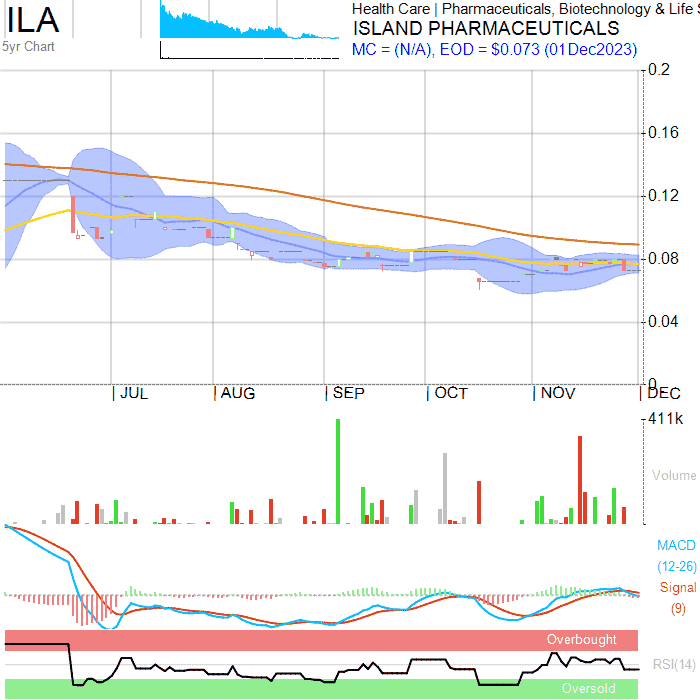 ILA
5yr Chart
Health Care | Pharmaceuticals, Biotechnology & Life S
ISLAND PHARMACEUTICALS
MC = (N/A), EOD = $0.073 (01Dec2023)
0.2
0.16
0.12
0.08
0.04
0
JUL AUG SEP OCT NOV DEC
411k
Volume
MACD
(12-26)
Signal
(9)
Overbought
RSI(14)
Oversold